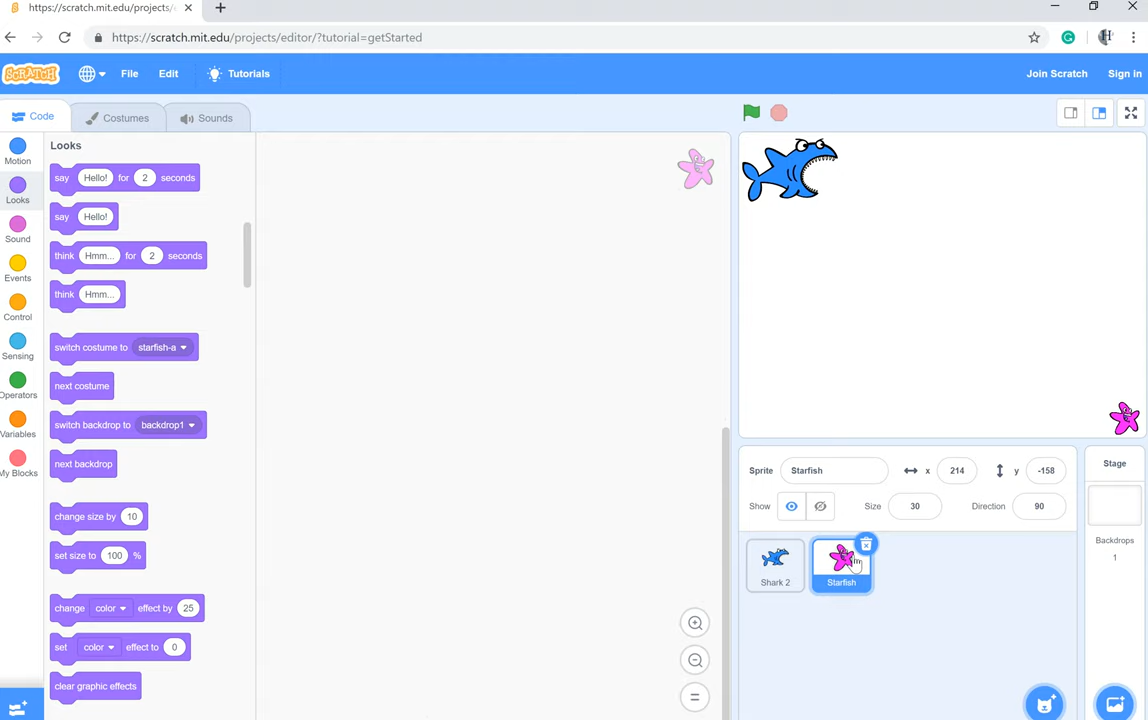 https://scratch.mit.edu/projects/e
https://scratch.mit.edu/projects/editor/?tutorial=getStarted
SCRATCH File Edit Tutorials Join Scratch Sign in
Code Costumes Sounds
Motion
Looks
Sound
Events
Control
Sensing
Operators
Variables
My Blocks
Looks
say Hello! for 2 seconds
say Hello!
think Hmm... for 2 seconds
think Hmm...
switch costume to starfish-a
next costume
switch backdrop to backdrop1
next backdrop
change size by 10
set size to 100 %
change color effect by 25
set color effect to 0
clear graphic effects
Sprite Starfish x 214 y -158
Show Size 30 Direction 90
Shark 2
Starfish
Stage
Backdrops
1